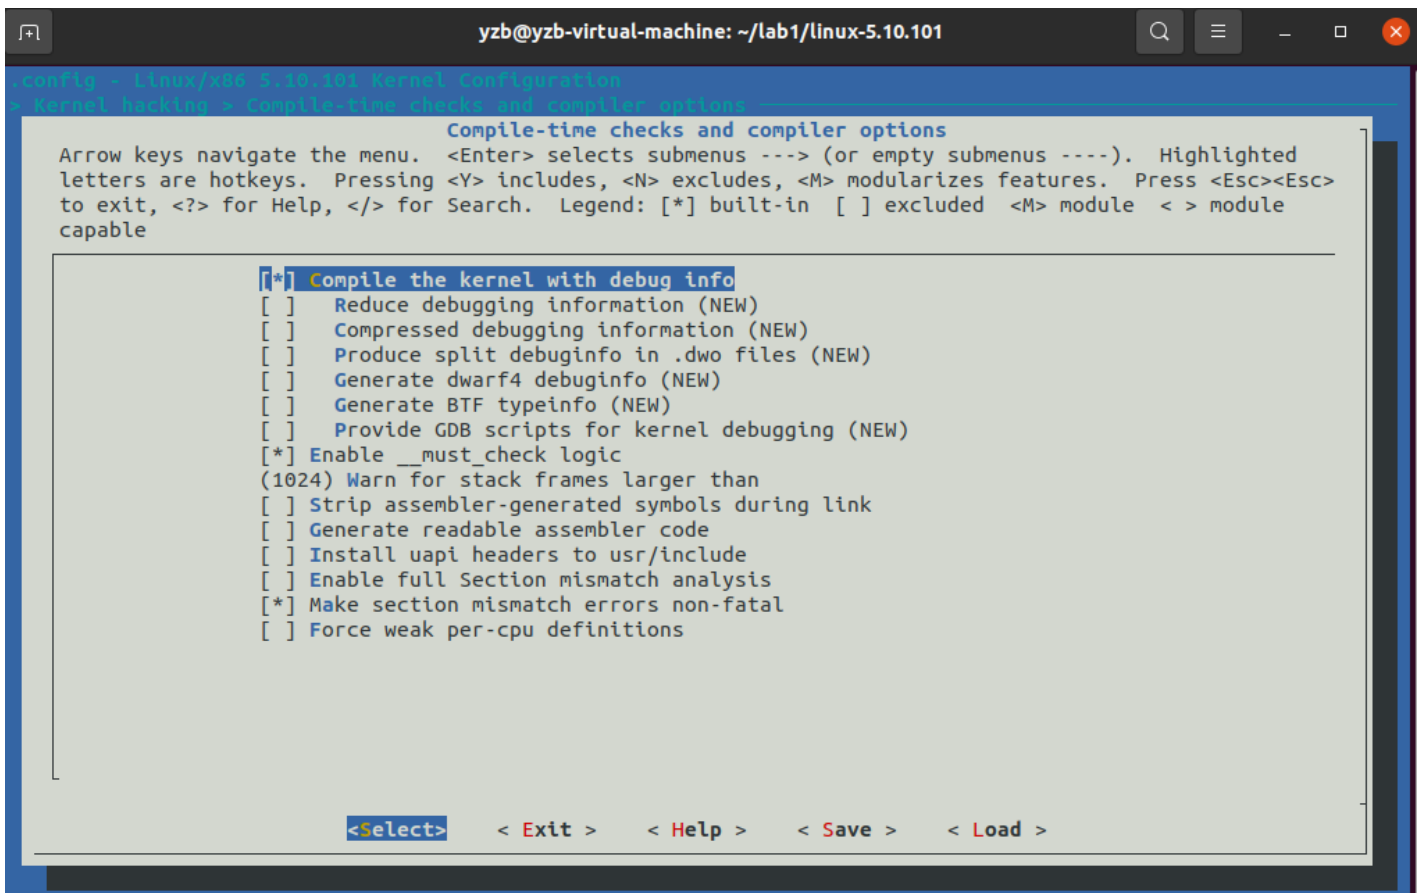 yzb@yzb-virtual-machine: ~/lab1/linux-5.10.101
.config - Linux/x86 5.10.101 Kernel Configuration
> Kernel hacking > Compile-time checks and compiler options
Compile-time checks and compiler options
Arrow keys navigate the menu.  <Enter> selects submenus ---> (or empty submenus ----).  Highlighted
letters are hotkeys.  Pressing <Y> includes, <N> excludes, <M> modularizes features.  Press <Esc><Esc>
to exit, <?> for Help, </> for Search.  Legend: [*] built-in  [ ] excluded  <M> module  < > module
capable
[*] Compile the kernel with debug info
[ ]   Reduce debugging information (NEW)
[ ]   Compressed debugging information (NEW)
[ ]   Produce split debuginfo in .dwo files (NEW)
[ ]   Generate dwarf4 debuginfo (NEW)
[ ]   Generate BTF typeinfo (NEW)
[ ]   Provide GDB scripts for kernel debugging (NEW)
[*] Enable __must_check logic
(1024) Warn for stack frames larger than
[ ] Strip assembler-generated symbols during link
[ ] Generate readable assembler code
[ ] Install uapi headers to usr/include
[ ] Enable full Section mismatch analysis
[*] Make section mismatch errors non-fatal
[ ] Force weak per-cpu definitions
<Select>    < Exit >    < Help >    < Save >    < Load >